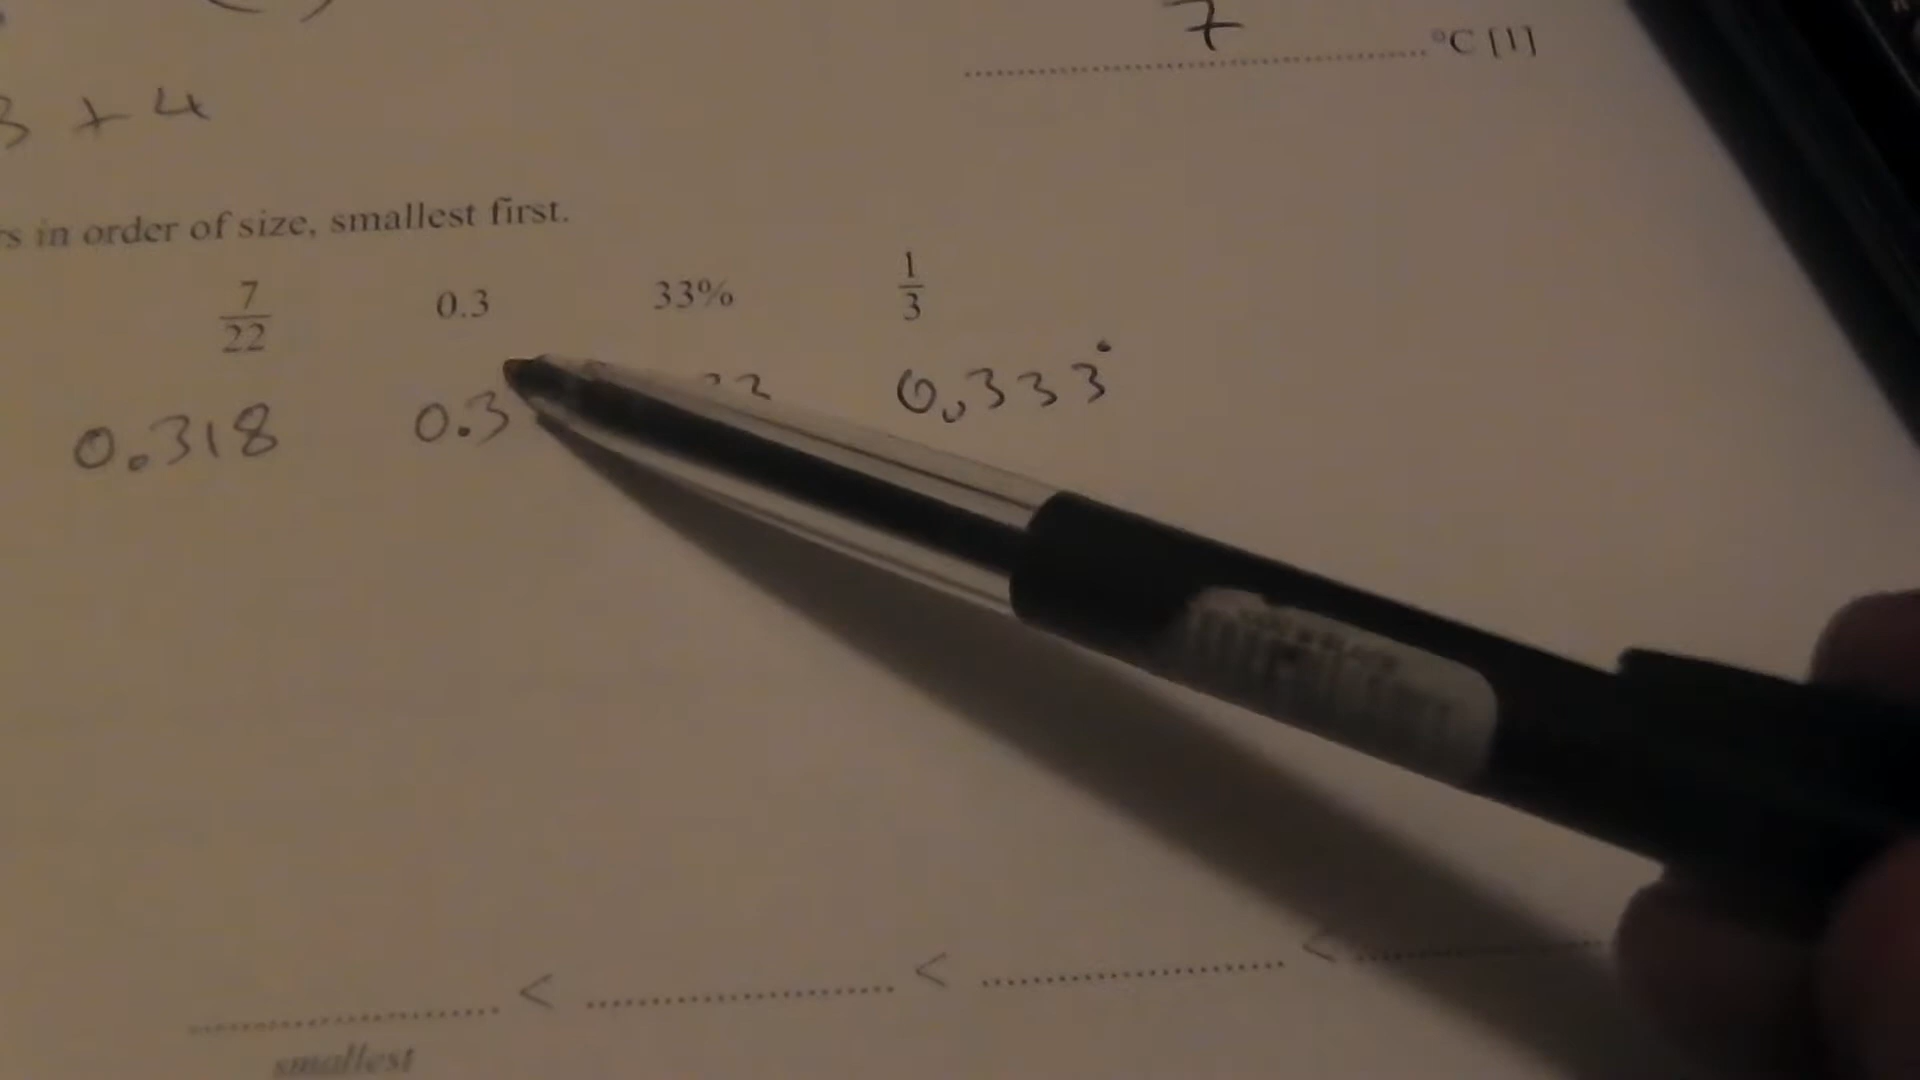 7
°C [1]
3 + 4
rs in order of size, smallest first.
7/22 0.3 33% 1/3
0.318 0.3 0.333̇
< < <
smallest